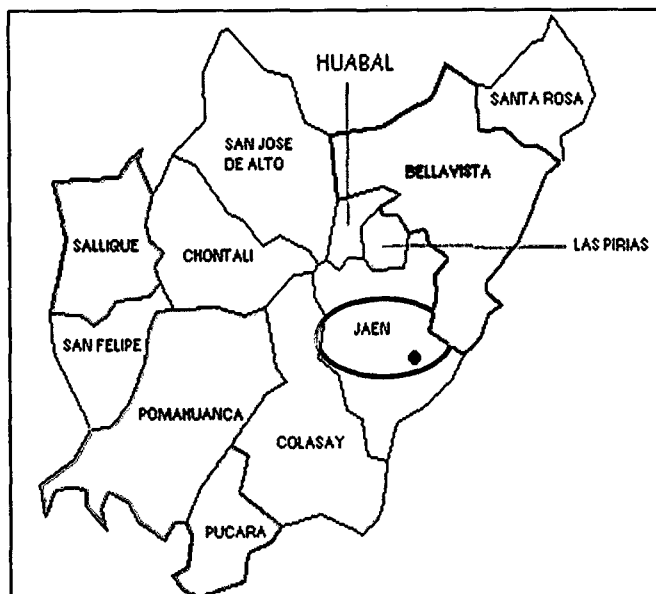 HUABAL
SANTA ROSA
SAN JOSE
DE ALTO
BELLAVISTA
SALLIQUE
CHONTALI
LAS PIRIAS
JAEN
SAN FELIPE
POMAHUANCA
COLASAY
PUCARA